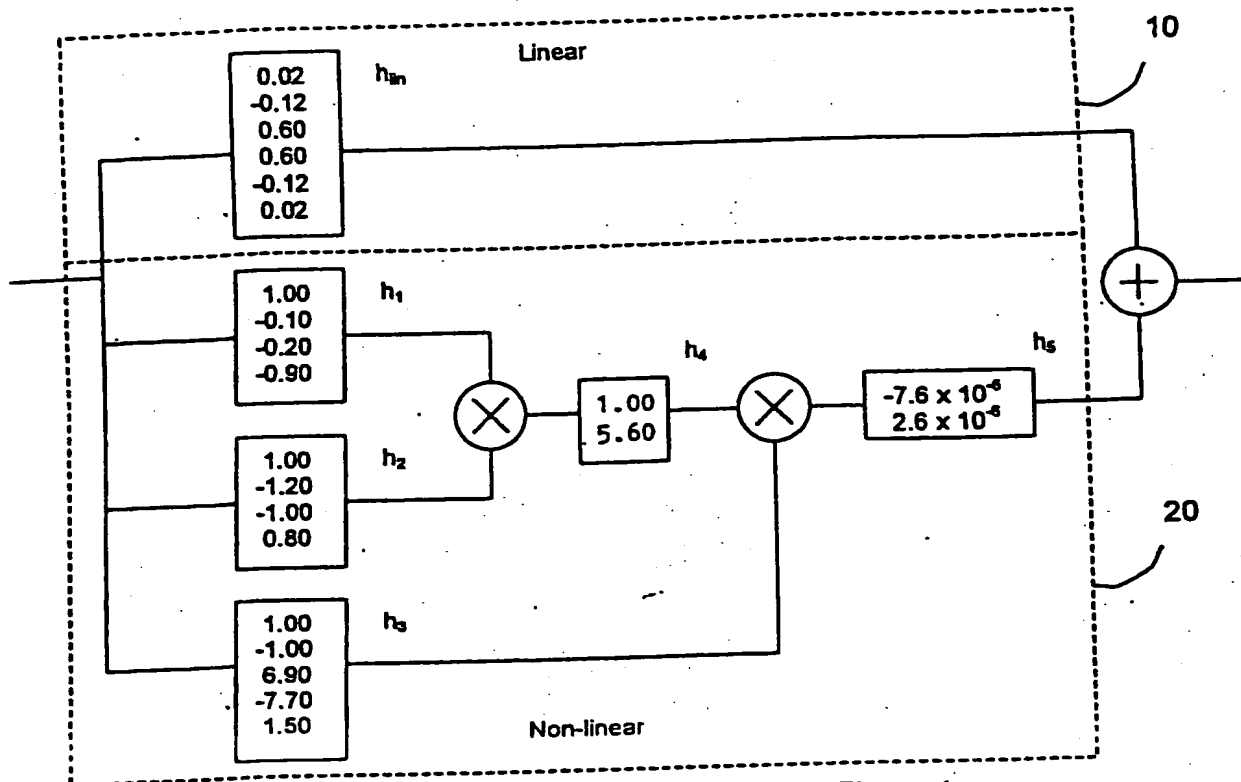 10
Linear
h_lin
0.02
-0.12
0.60
0.60
-0.12
0.02
h₁
1.00
-0.10
-0.20
-0.90
+
h₄
h₅
×
1.00
5.60
×
-7.6 x 10⁻⁶
2.6 x 10⁻⁶
h₂
1.00
-1.20
-1.00
0.80
20
h₃
1.00
-1.00
6.90
-7.70
1.50
Non-linear